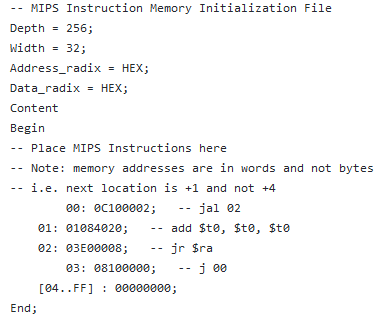 -- MIPS Instruction Memory Initialization File
Depth = 256;
Width = 32;
Address_radix = HEX;
Data_radix = HEX;
Content
Begin
-- Place MIPS Instructions here
-- Note: memory addresses are in words and not bytes
-- i.e. next location is +1 and not +4
00: 0C100002; -- jal 02
01: 01084020; -- add $t0, $t0, $t0
02: 03E00008; -- jr $ra
03: 08100000; -- j 00
[04..FF] : 00000000;
End;